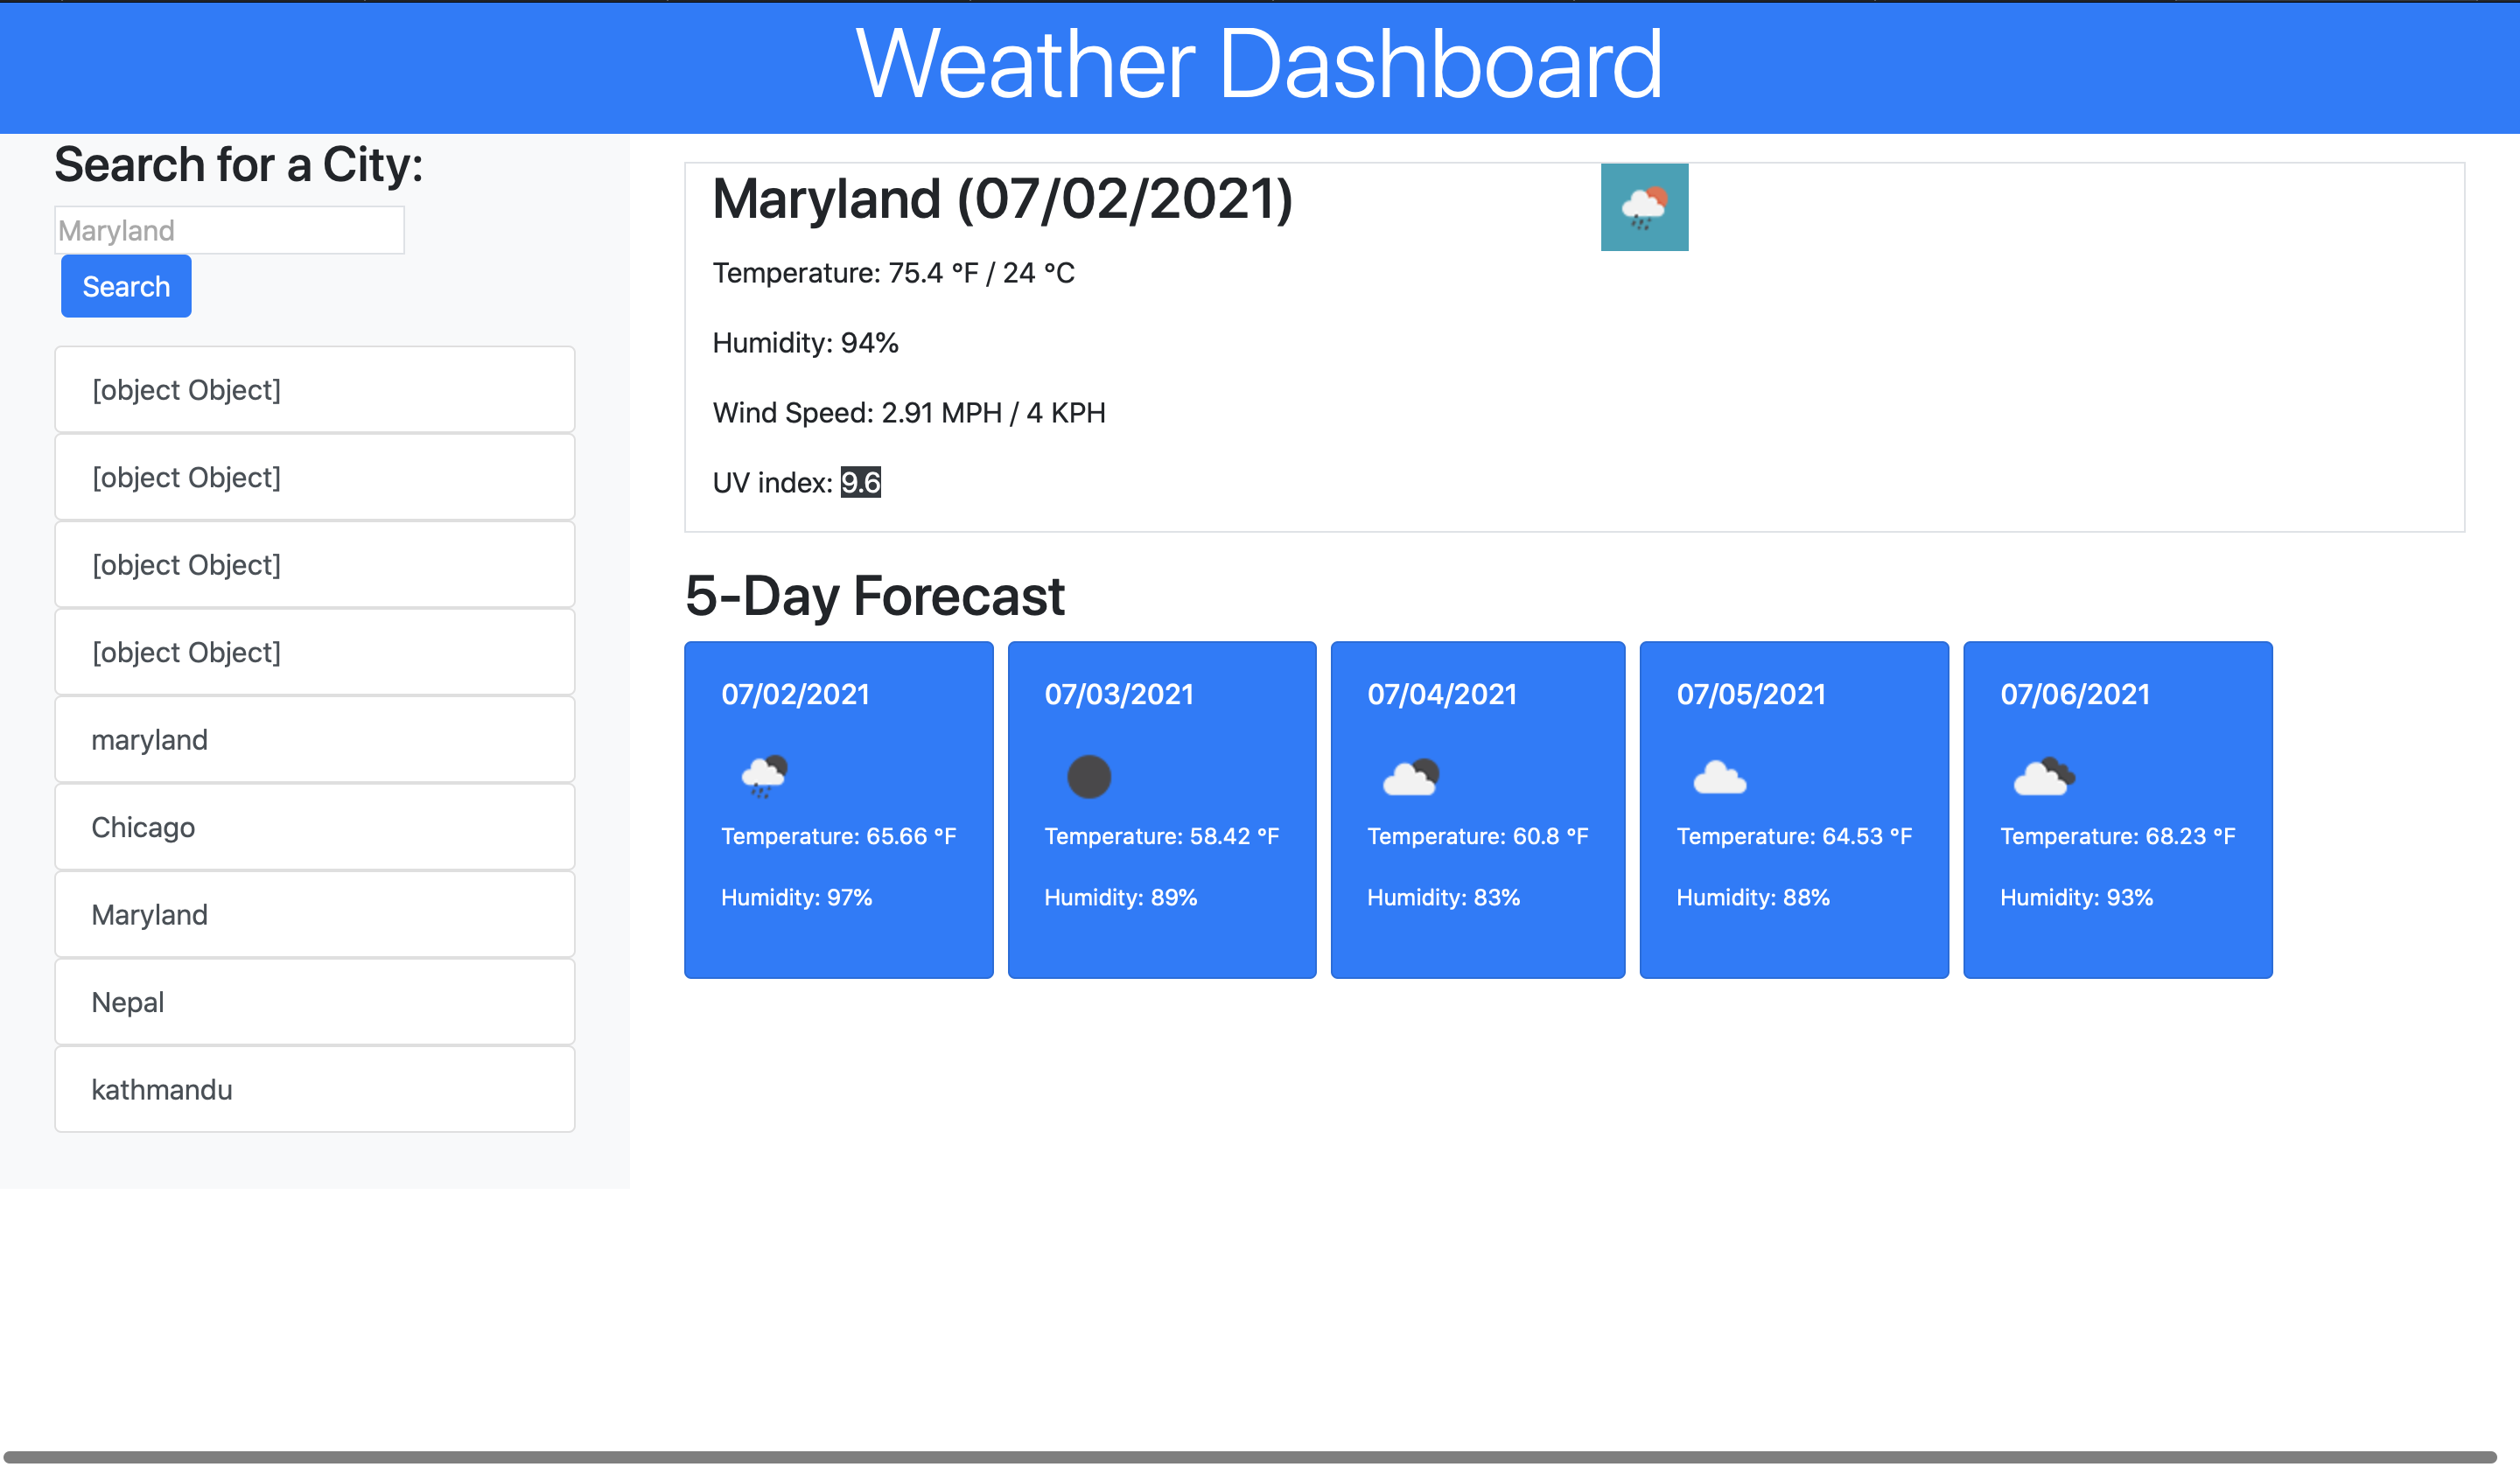 Weather Dashboard
Search for a City:
Maryland
Search
[object Object]
[object Object]
[object Object]
[object Object]
maryland
Chicago
Maryland
Nepal
kathmandu
Maryland (07/02/2021)
Temperature: 75.4 °F / 24 °C
Humidity: 94%
Wind Speed: 2.91 MPH / 4 KPH
UV index: 9.6
5-Day Forecast
07/02/2021
Temperature: 65.66 °F
Humidity: 97%
07/03/2021
Temperature: 58.42 °F
Humidity: 89%
07/04/2021
Temperature: 60.8 °F
Humidity: 83%
07/05/2021
Temperature: 64.53 °F
Humidity: 88%
07/06/2021
Temperature: 68.23 °F
Humidity: 93%